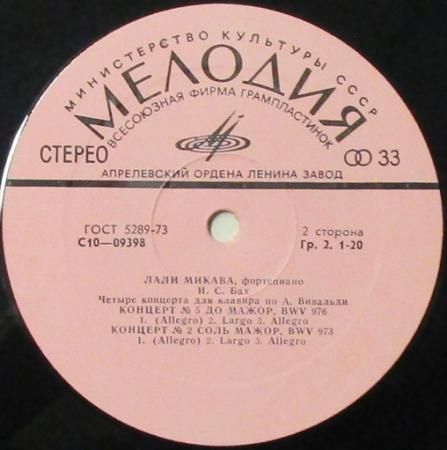 МИНИСТЕРСТВО КУЛЬТУРЫ СССР
МЕЛОДИЯ
ВСЕСОЮЗНАЯ ФИРМА ГРАМПЛАСТИНОК
СТЕРЕО
33
АПРЕЛЕВСКИЙ ОРДЕНА ЛЕНИНА ЗАВОД
ГОСТ 5289-73
2 сторона
С10—09398
Гр. 2. 1-20
ЛАЛИ МИКАВА, фортепиано
И. С. Бах
Четыре концерта для клавира по А. Вивальди
КОНЦЕРТ № 5 ДО МАЖОР, BWV 976
1. (Allegro) 2. Largo 3. Allegro
КОНЦЕРТ № 2 СОЛЬ МАЖОР, BWV 973
1. (Allegro) 2. Largo 3. Allegro